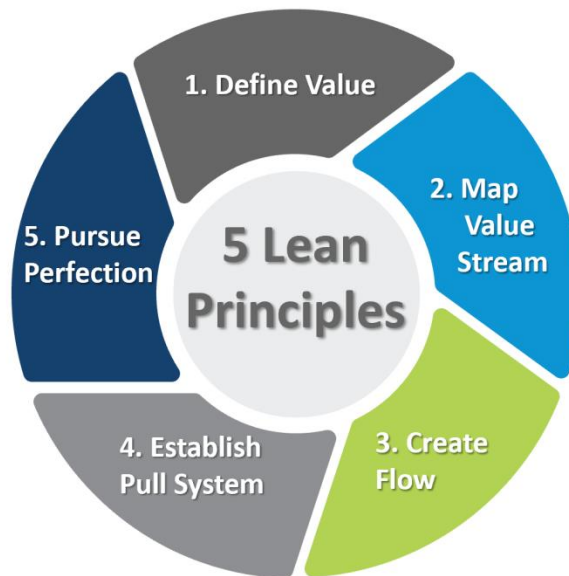 5 Lean
Principles
1. Define Value
2. Map
Value
Stream
3. Create
Flow
4. Establish
Pull System
5. Pursue
Perfection